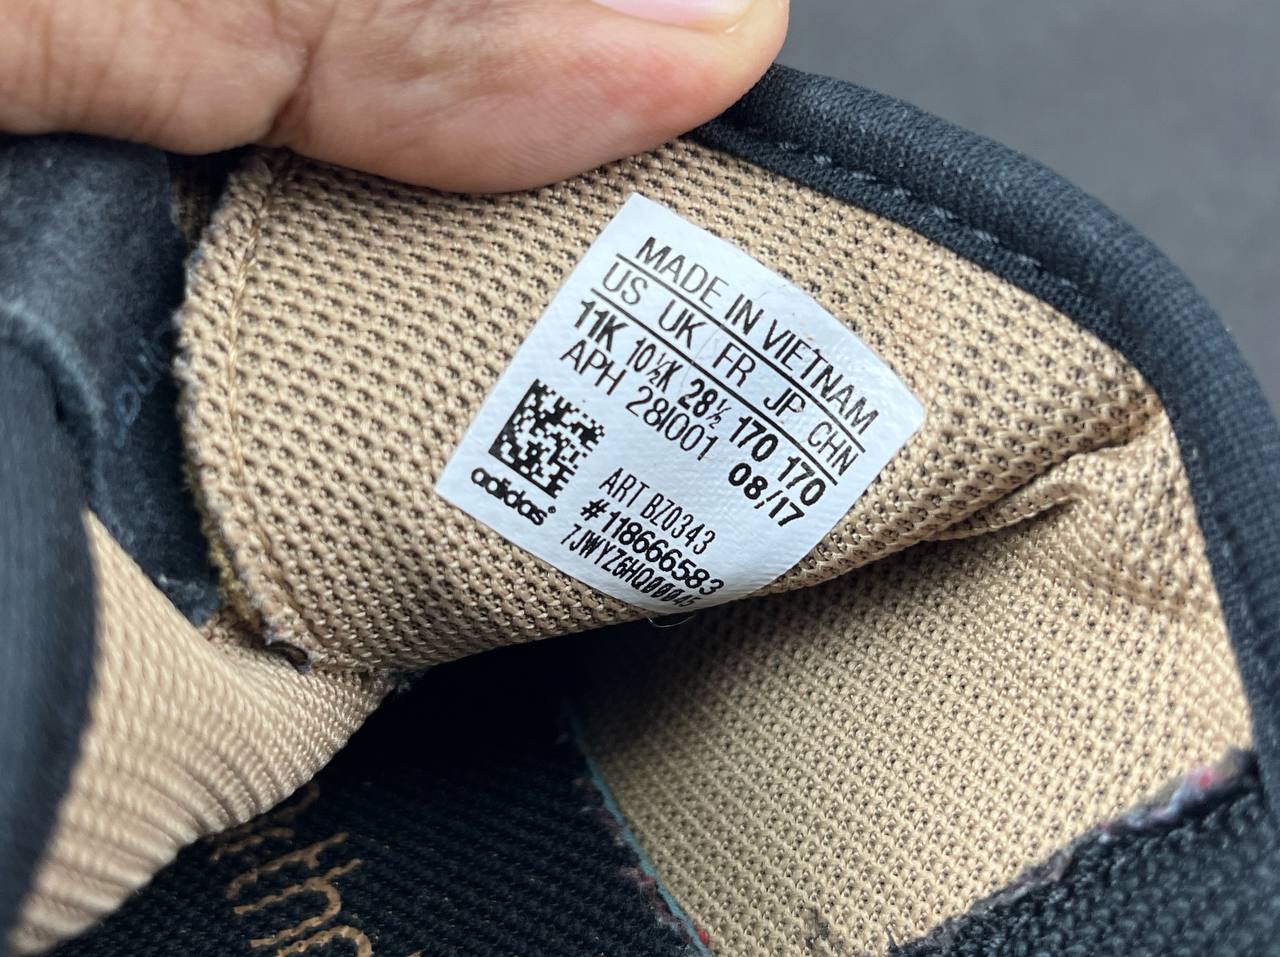 MADE IN VIETNAM
US UK FR JP CHN
11K 10½K 28½ 170 170
APH 28I001 08/17
ART BZ0343
#118666583
7JWYZ6HQ00045
adidas®